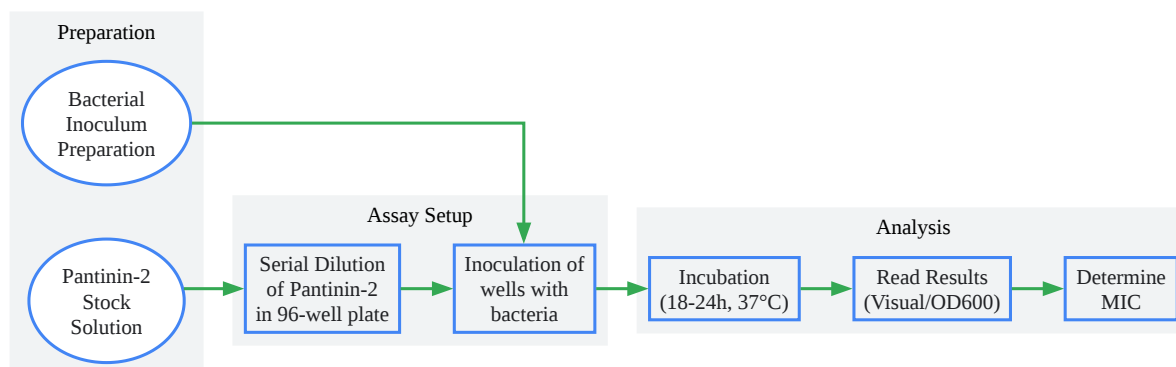 Preparation
Bacterial
Inoculum
Preparation
Pantinin-2
Stock
Solution
Assay Setup
Serial Dilution
of Pantinin-2
in 96-well plate
Inoculation of
wells with
bacteria
Analysis
Incubation
(18-24h, 37°C)
Read Results
(Visual/OD600)
Determine
MIC